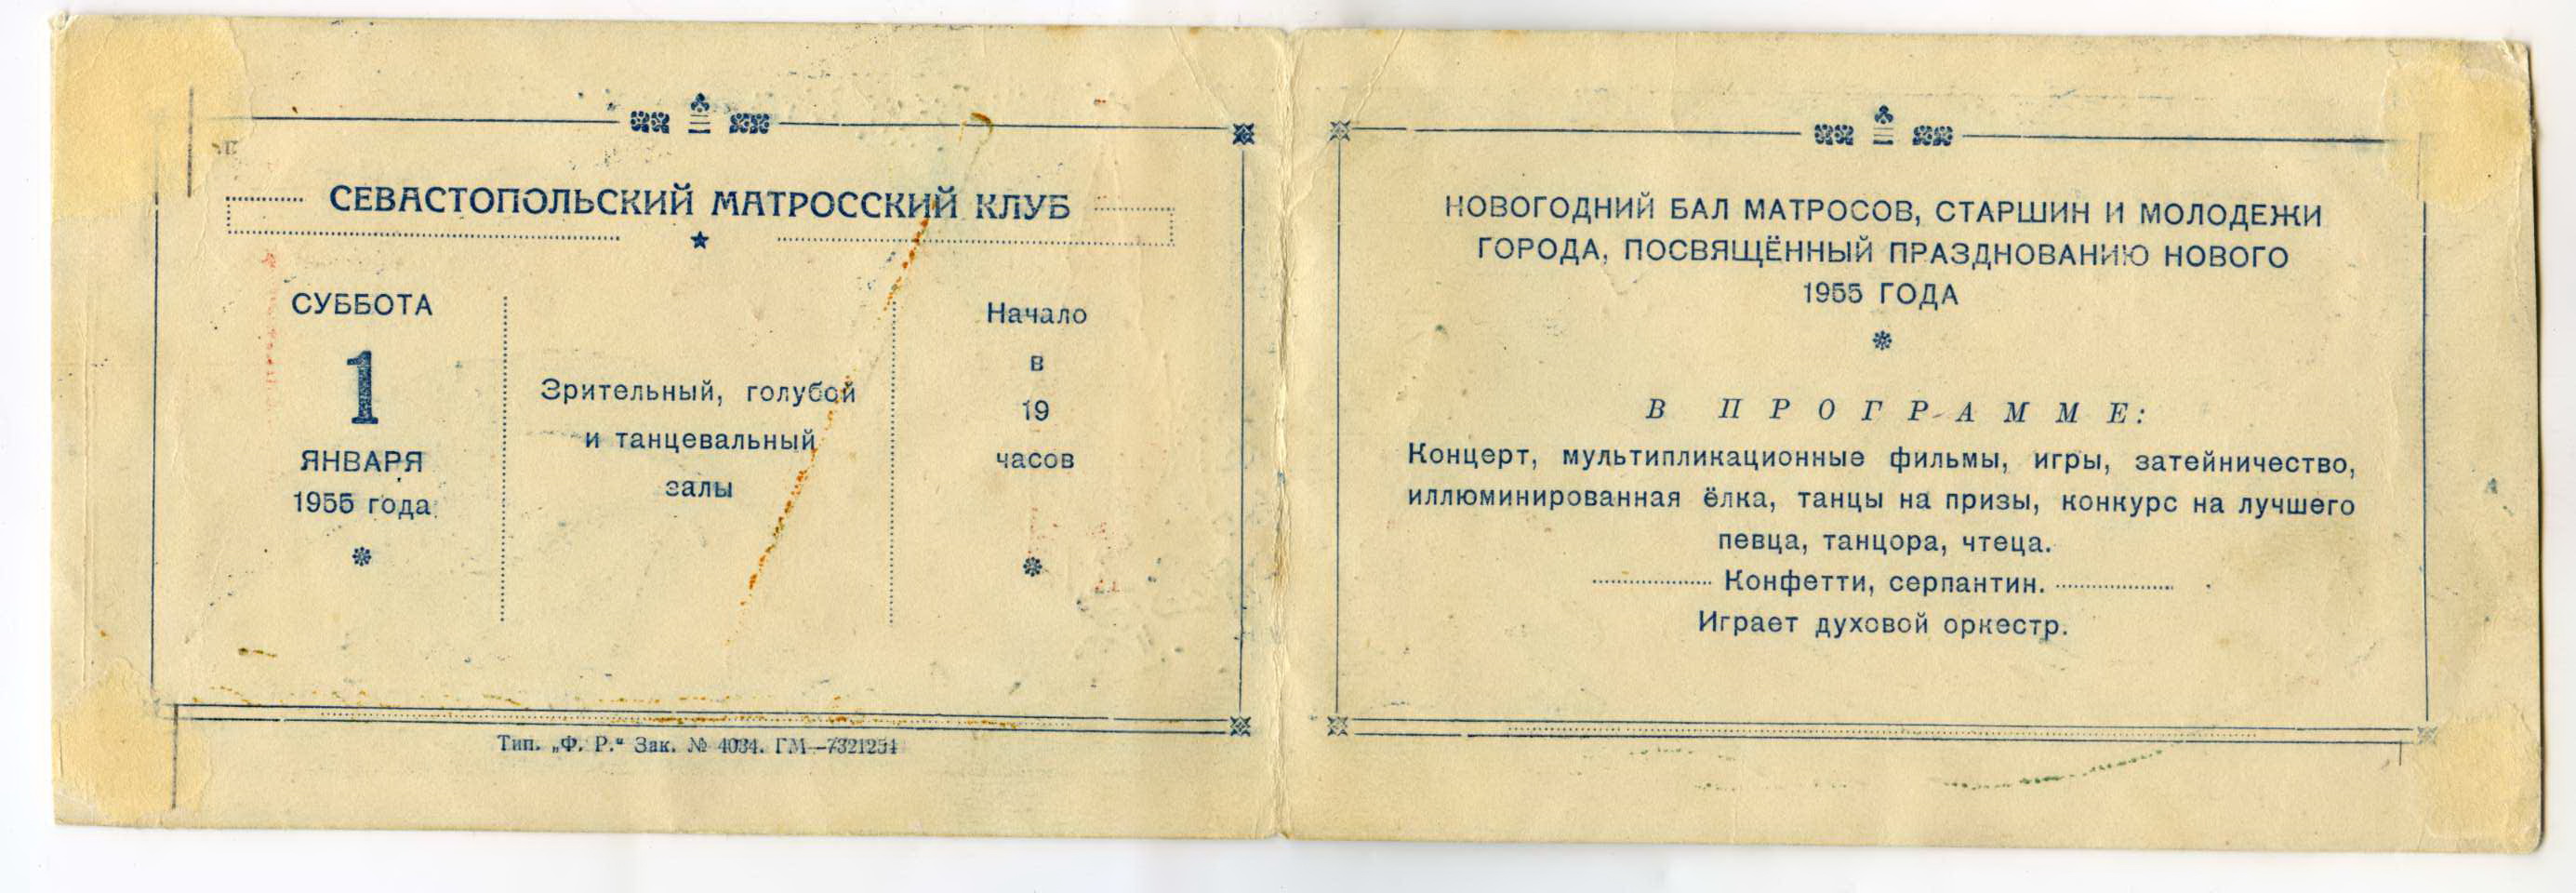 СЕВАСТОПОЛЬСКИЙ МАТРОССКИЙ КЛУБ
СУББОТА
1
ЯНВАРЯ
1955 года
Зрительный, голубой
и танцевальный
залы
Начало
в
19
часов
Тип. „Ф. Р.“ Зак. № 4034. ГМ—7321254
НОВОГОДНИЙ БАЛ МАТРОСОВ, СТАРШИН И МОЛОДЕЖИ
ГОРОДА, ПОСВЯЩЁННЫЙ ПРАЗДНОВАНИЮ НОВОГО
1955 ГОДА
В ПРОГРАММЕ:
Концерт, мультипликационные фильмы, игры, затейничество,
иллюминированная ёлка, танцы на призы, конкурс на лучшего
певца, танцора, чтеца.
Конфетти, серпантин.
Играет духовой оркестр.